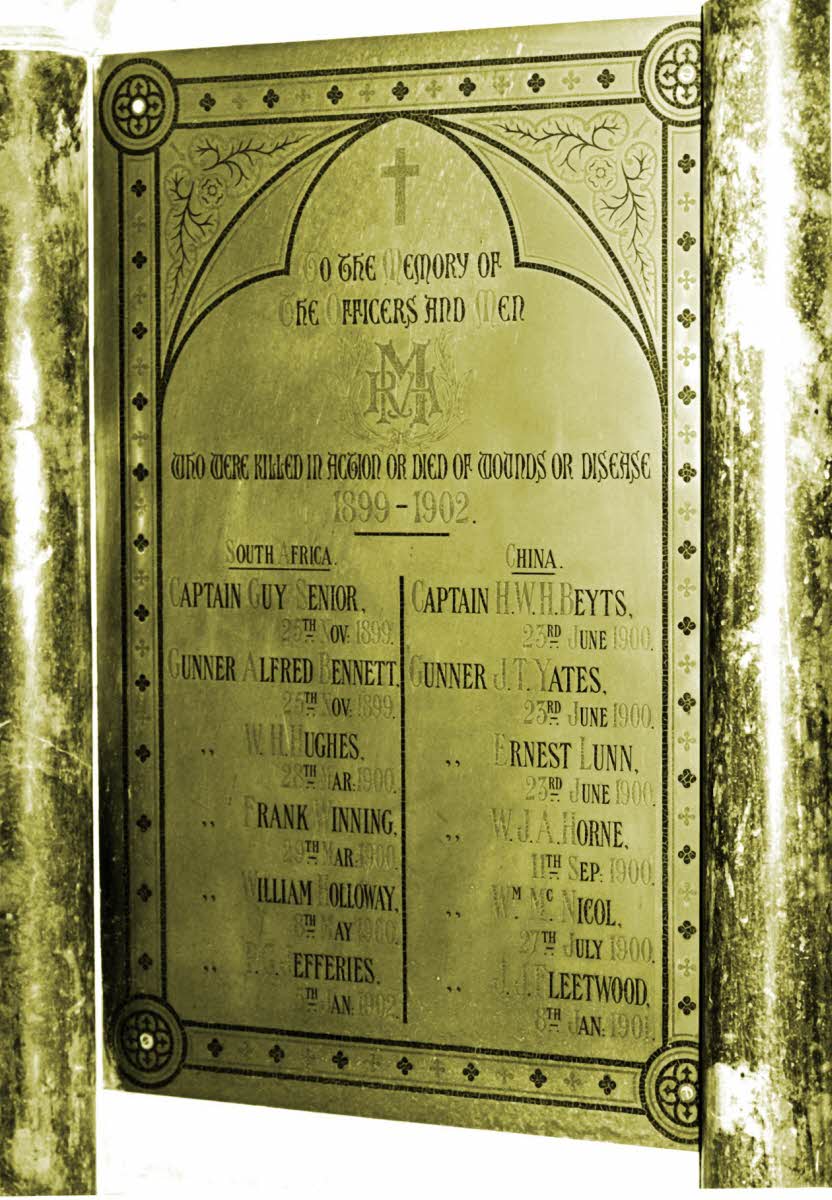 To the Memory of
the Officers and Men
RMA
who were killed in action or died of wounds or disease
1899-1902.
South Africa.
Captain Guy Senior,
25TH Nov: 1899.
Gunner Alfred Bennett,
25TH Nov: 1899.
,, W. H. Hughes,
28TH Mar: 1900.
,, Frank Winning,
29TH Mar: 1900.
,, William Holloway,
8TH May 1900.
,, Jefferies.
TH Jan: 1902.
China.
Captain H.W.H. Beyts,
23RD June 1900.
Gunner J.T. Yates,
23RD June 1900.
,, Ernest Lunn,
23RD June 1900.
,, W.J.A. Horne,
11TH Sep: 1900.
,, Wm Mc Nicol,
27TH July 1900.
,, J.J. Fleetwood,
8TH Jan: 1901.